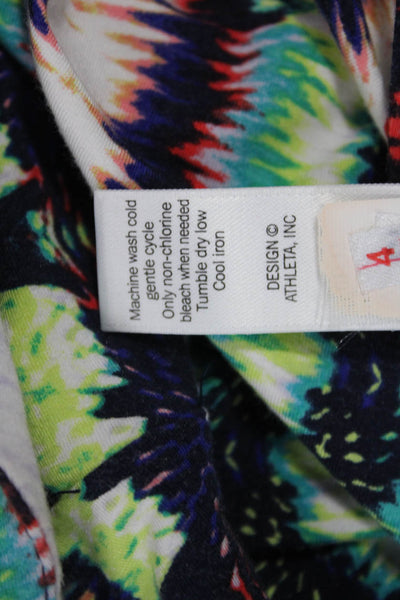 Machine wash cold
gentle cycle
Only non-chlorine
bleach when needed
Tumble dry low
Cool iron
DESIGN ©
ATHLETA, INC
4